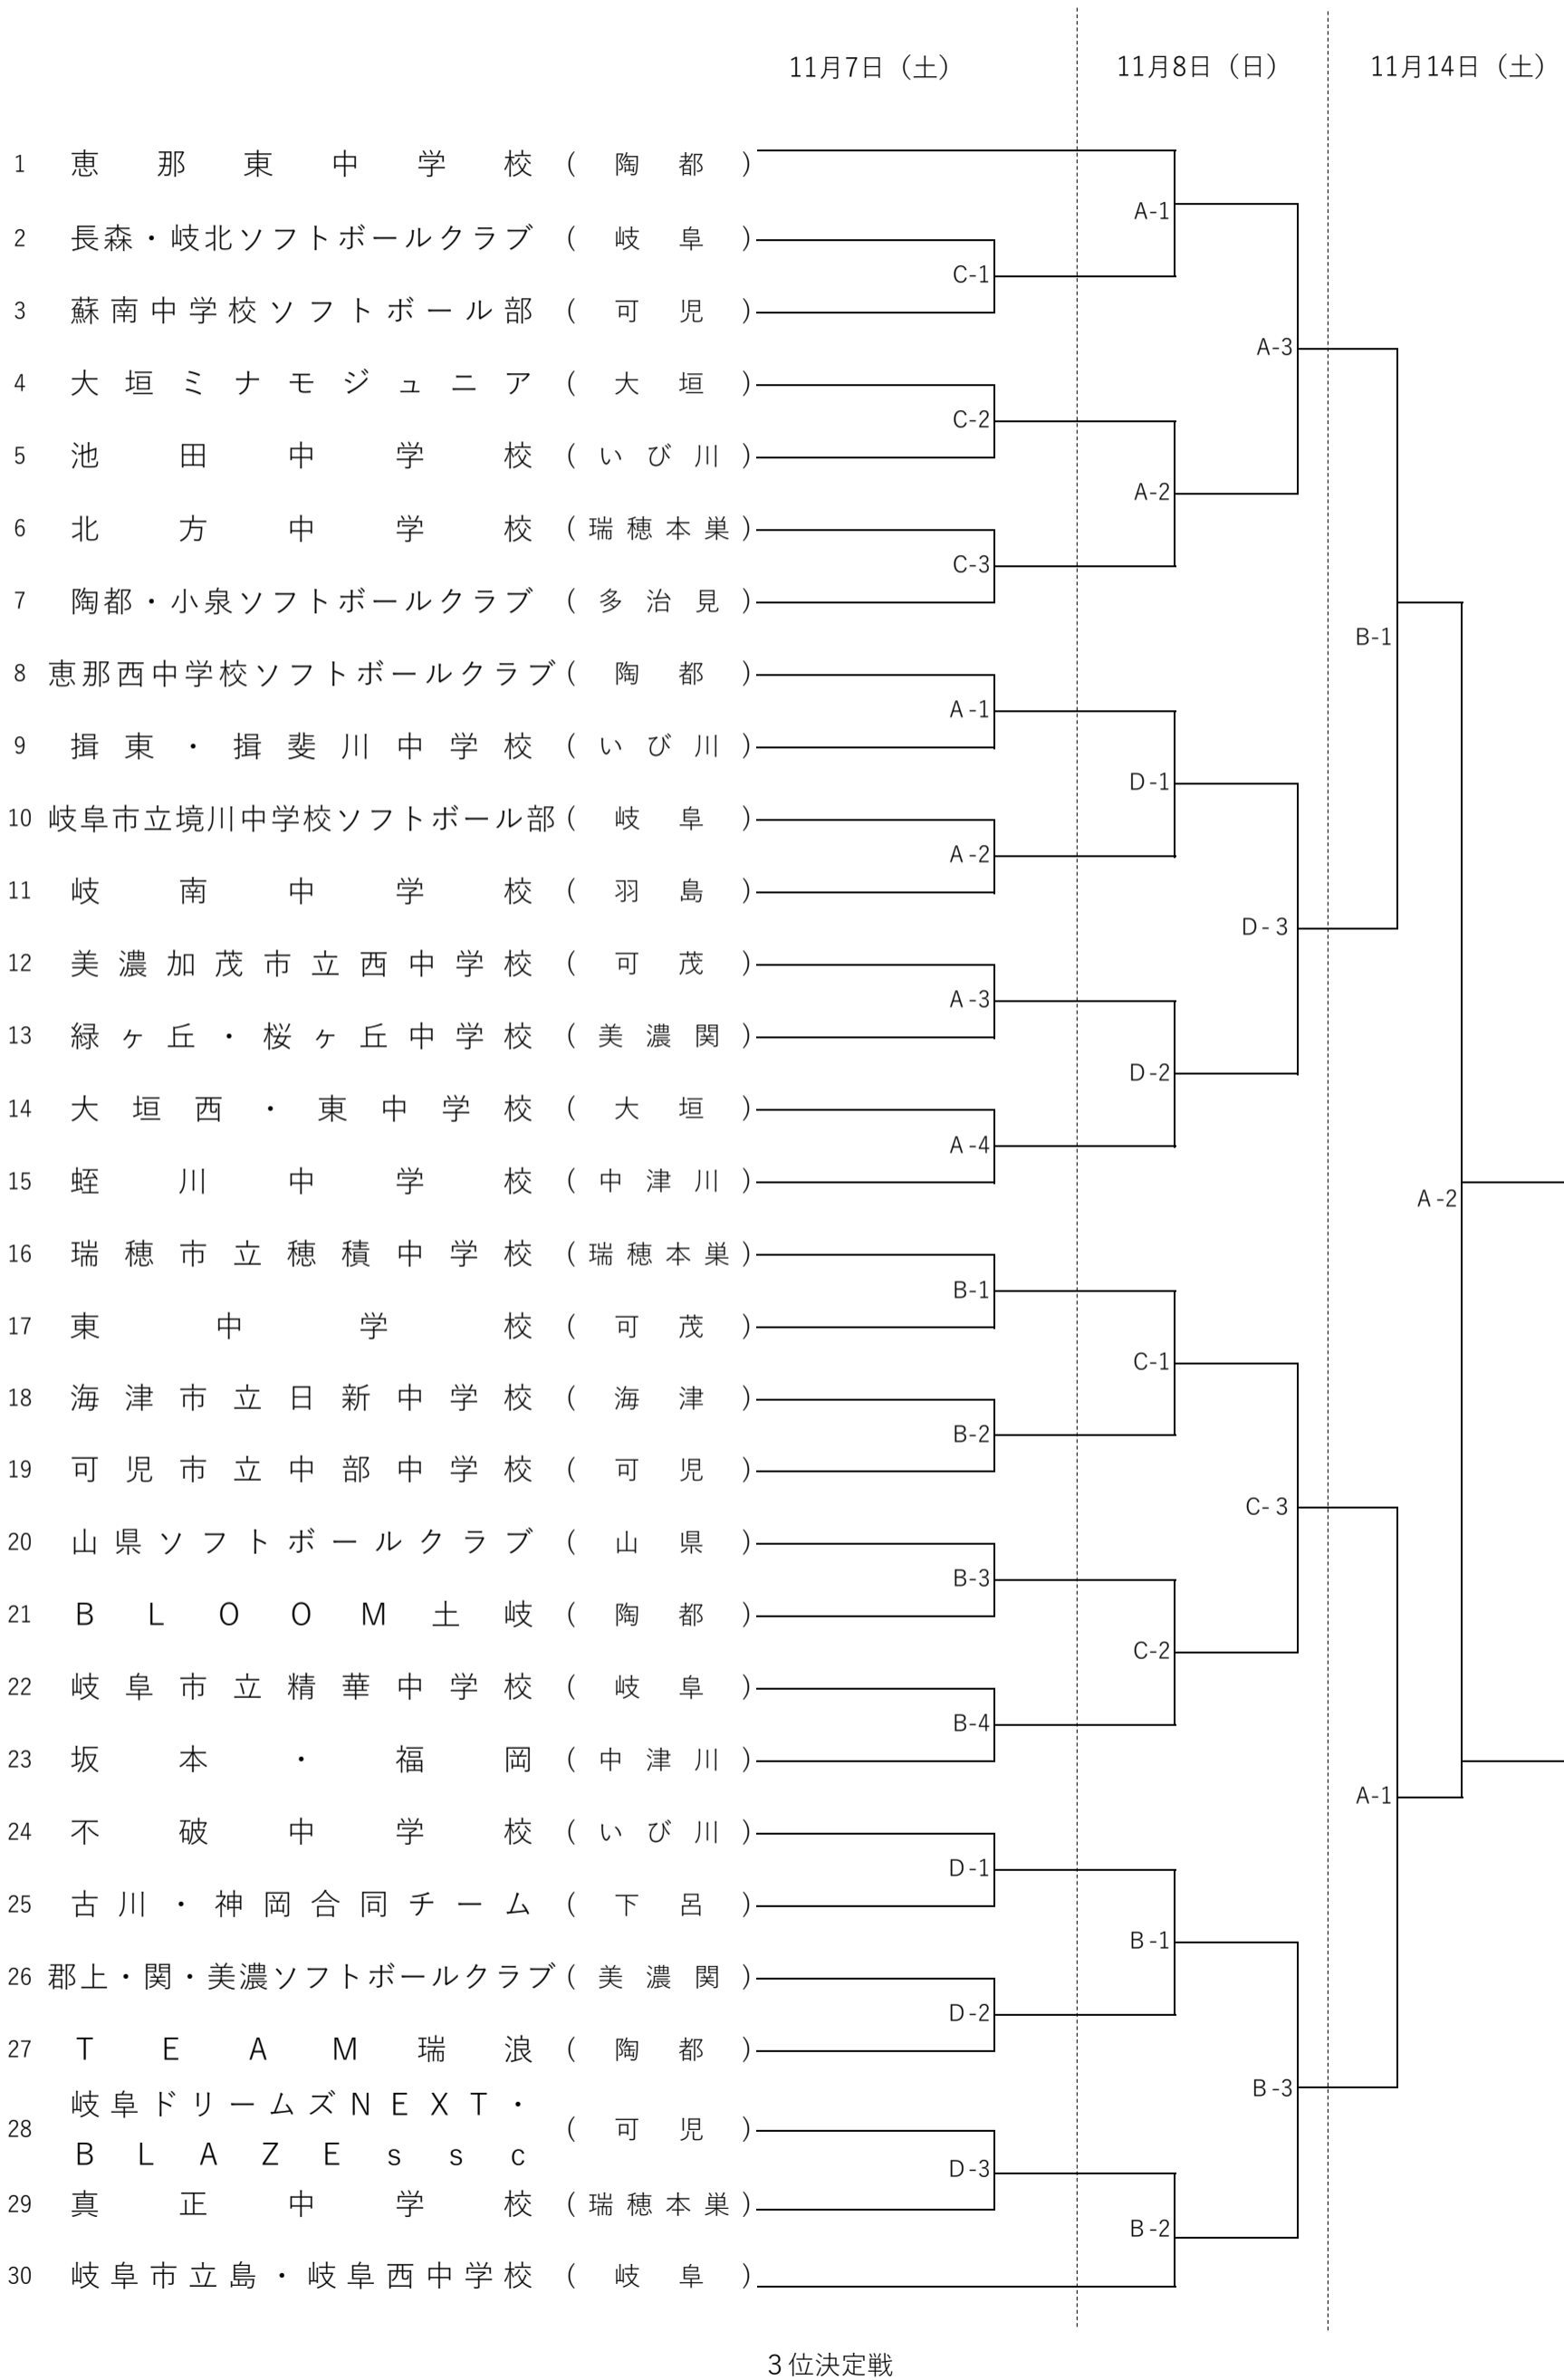 11月7日（土） 11月8日（日） 11月14日（土）
1 恵那東中学校 (陶都)
A-1
2 長森・岐北ソフトボールクラブ (岐阜)
C-1
3 蘇南中学校ソフトボール部 (可児)
A-3
4 大垣ミナモジュニア (大垣)
C-2
5 池田中学校 (いび川)
A-2
6 北方中学校 (瑞穂本巣)
C-3
7 陶都・小泉ソフトボールクラブ (多治見)
B-1
8 恵那西中学校ソフトボールクラブ (陶都)
A-1
9 揖東・揖斐川中学校 (いび川)
D-1
10 岐阜市立境川中学校ソフトボール部 (岐阜)
A-2
11 岐南中学校 (羽島)
D-3
12 美濃加茂市立西中学校 (可茂)
A-3
13 緑ヶ丘・桜ヶ丘中学校 (美濃関)
D-2
14 大垣西・東中学校 (大垣)
A-4
15 蛭川中学校 (中津川)
A-2
16 瑞穂市立穂積中学校 (瑞穂本巣)
B-1
17 東中学校 (可茂)
C-1
18 海津市立日新中学校 (海津)
B-2
19 可児市立中部中学校 (可児)
C-3
20 山県ソフトボールクラブ (山県)
B-3
21 BLOOM土岐 (陶都)
C-2
22 岐阜市立精華中学校 (岐阜)
B-4
23 坂本・福岡 (中津川)
A-1
24 不破中学校 (いび川)
D-1
25 古川・神岡合同チーム (下呂)
B-1
26 郡上・関・美濃ソフトボールクラブ (美濃関)
D-2
27 TEAM瑞浪 (陶都)
B-3
28 岐阜ドリームズNEXT・
BLAZEssc (可児)
D-3
29 真正中学校 (瑞穂本巣)
B-2
30 岐阜市立島・岐阜西中学校 (岐阜)
３位決定戦